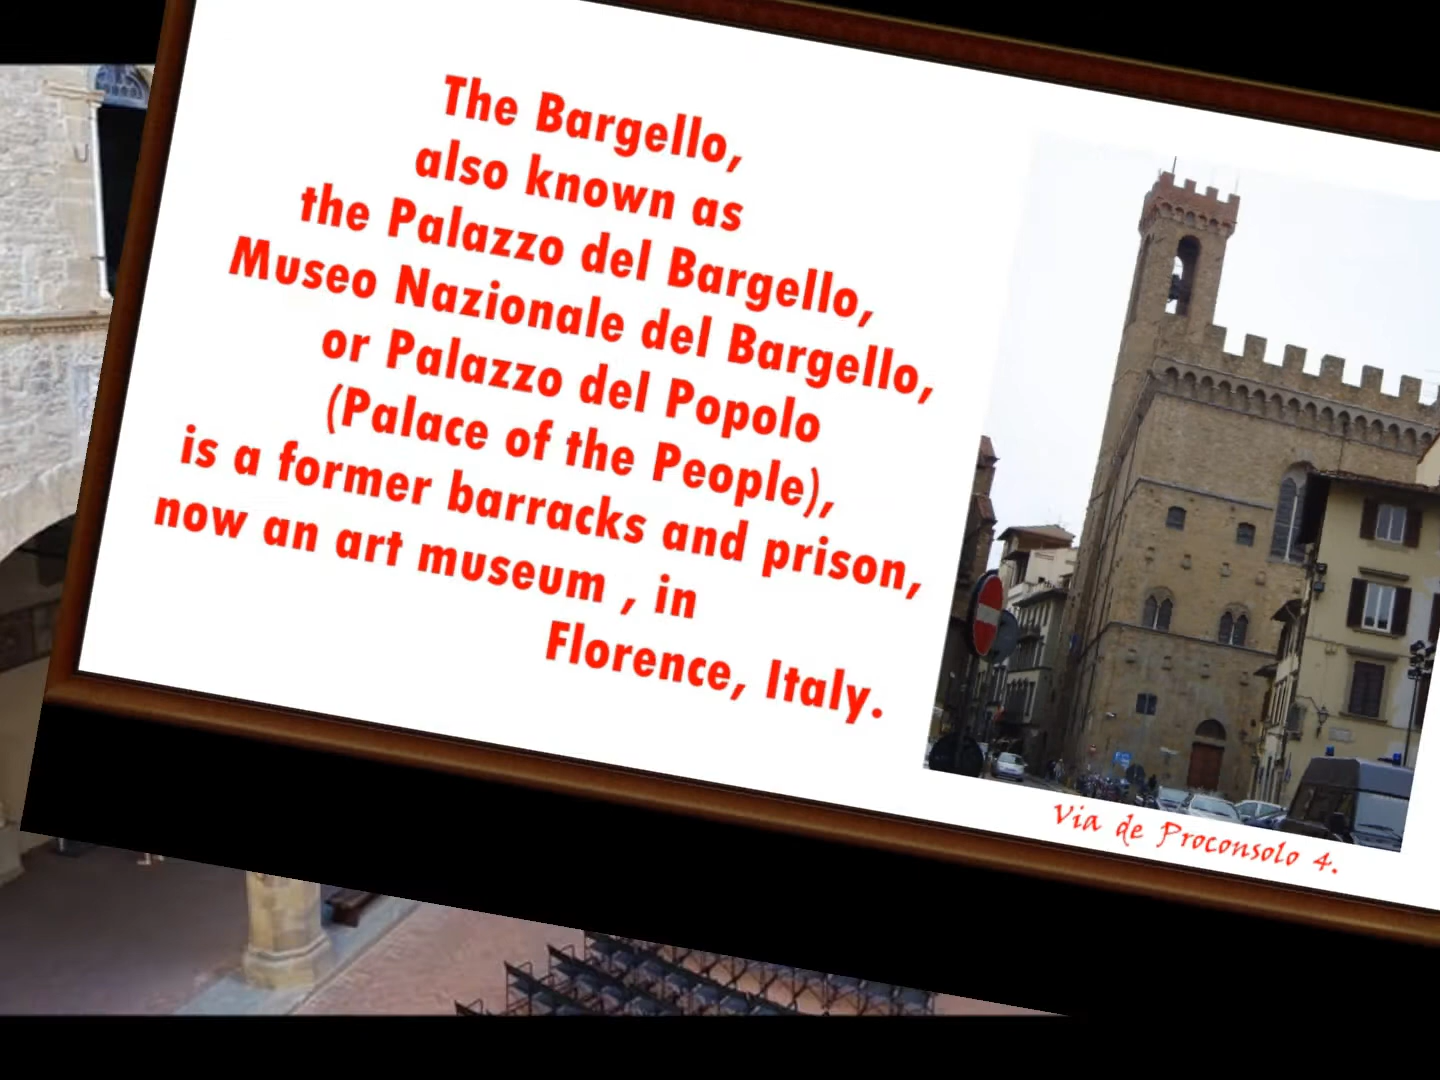 The Bargello,
also known as
the Palazzo del Bargello,
Museo Nazionale del Bargello,
or Palazzo del Popolo
(Palace of the People),
is a former barracks and prison,
now an art museum , in
Florence, Italy.
Via de Proconsolo 4.